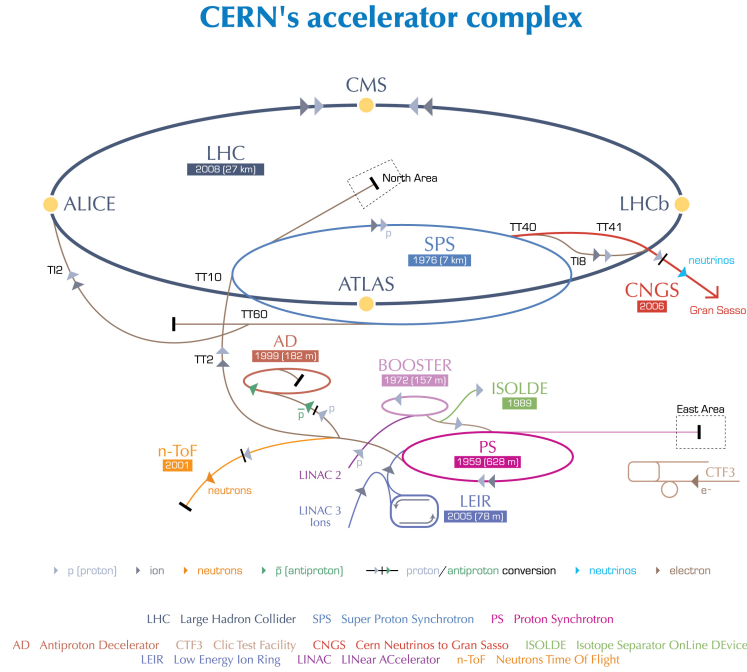 CERN's accelerator complex
CMS
LHC
2008 (27 km)
North Area
ALICE
LHCb
TT40
TT41
p
SPS
1976 (7 km)
TI2
TT10
TI8
neutrinos
ATLAS
CNGS
2006
Gran Sasso
TT60
AD
1999 (182 m)
TT2
BOOSTER
1972 (157 m)
ISOLDE
1989
p̅
p
East Area
n-ToF
2001
PS
1959 (628 m)
p
LINAC 2
neutrons
CTF3
e-
LEIR
2005 (78 m)
LINAC 3
Ions
p (proton)
ion
neutrons
p̅ (antiproton)
proton/antiproton conversion
neutrinos
electron
LHC Large Hadron Collider SPS Super Proton Synchrotron PS Proton Synchrotron
AD Antiproton Decelerator CTF3 Clic Test Facility CNGS Cern Neutrinos to Gran Sasso ISOLDE Isotope Separator OnLine DEvice
LEIR Low Energy Ion Ring LINAC LINear ACcelerator n-ToF Neutrons Time Of Flight